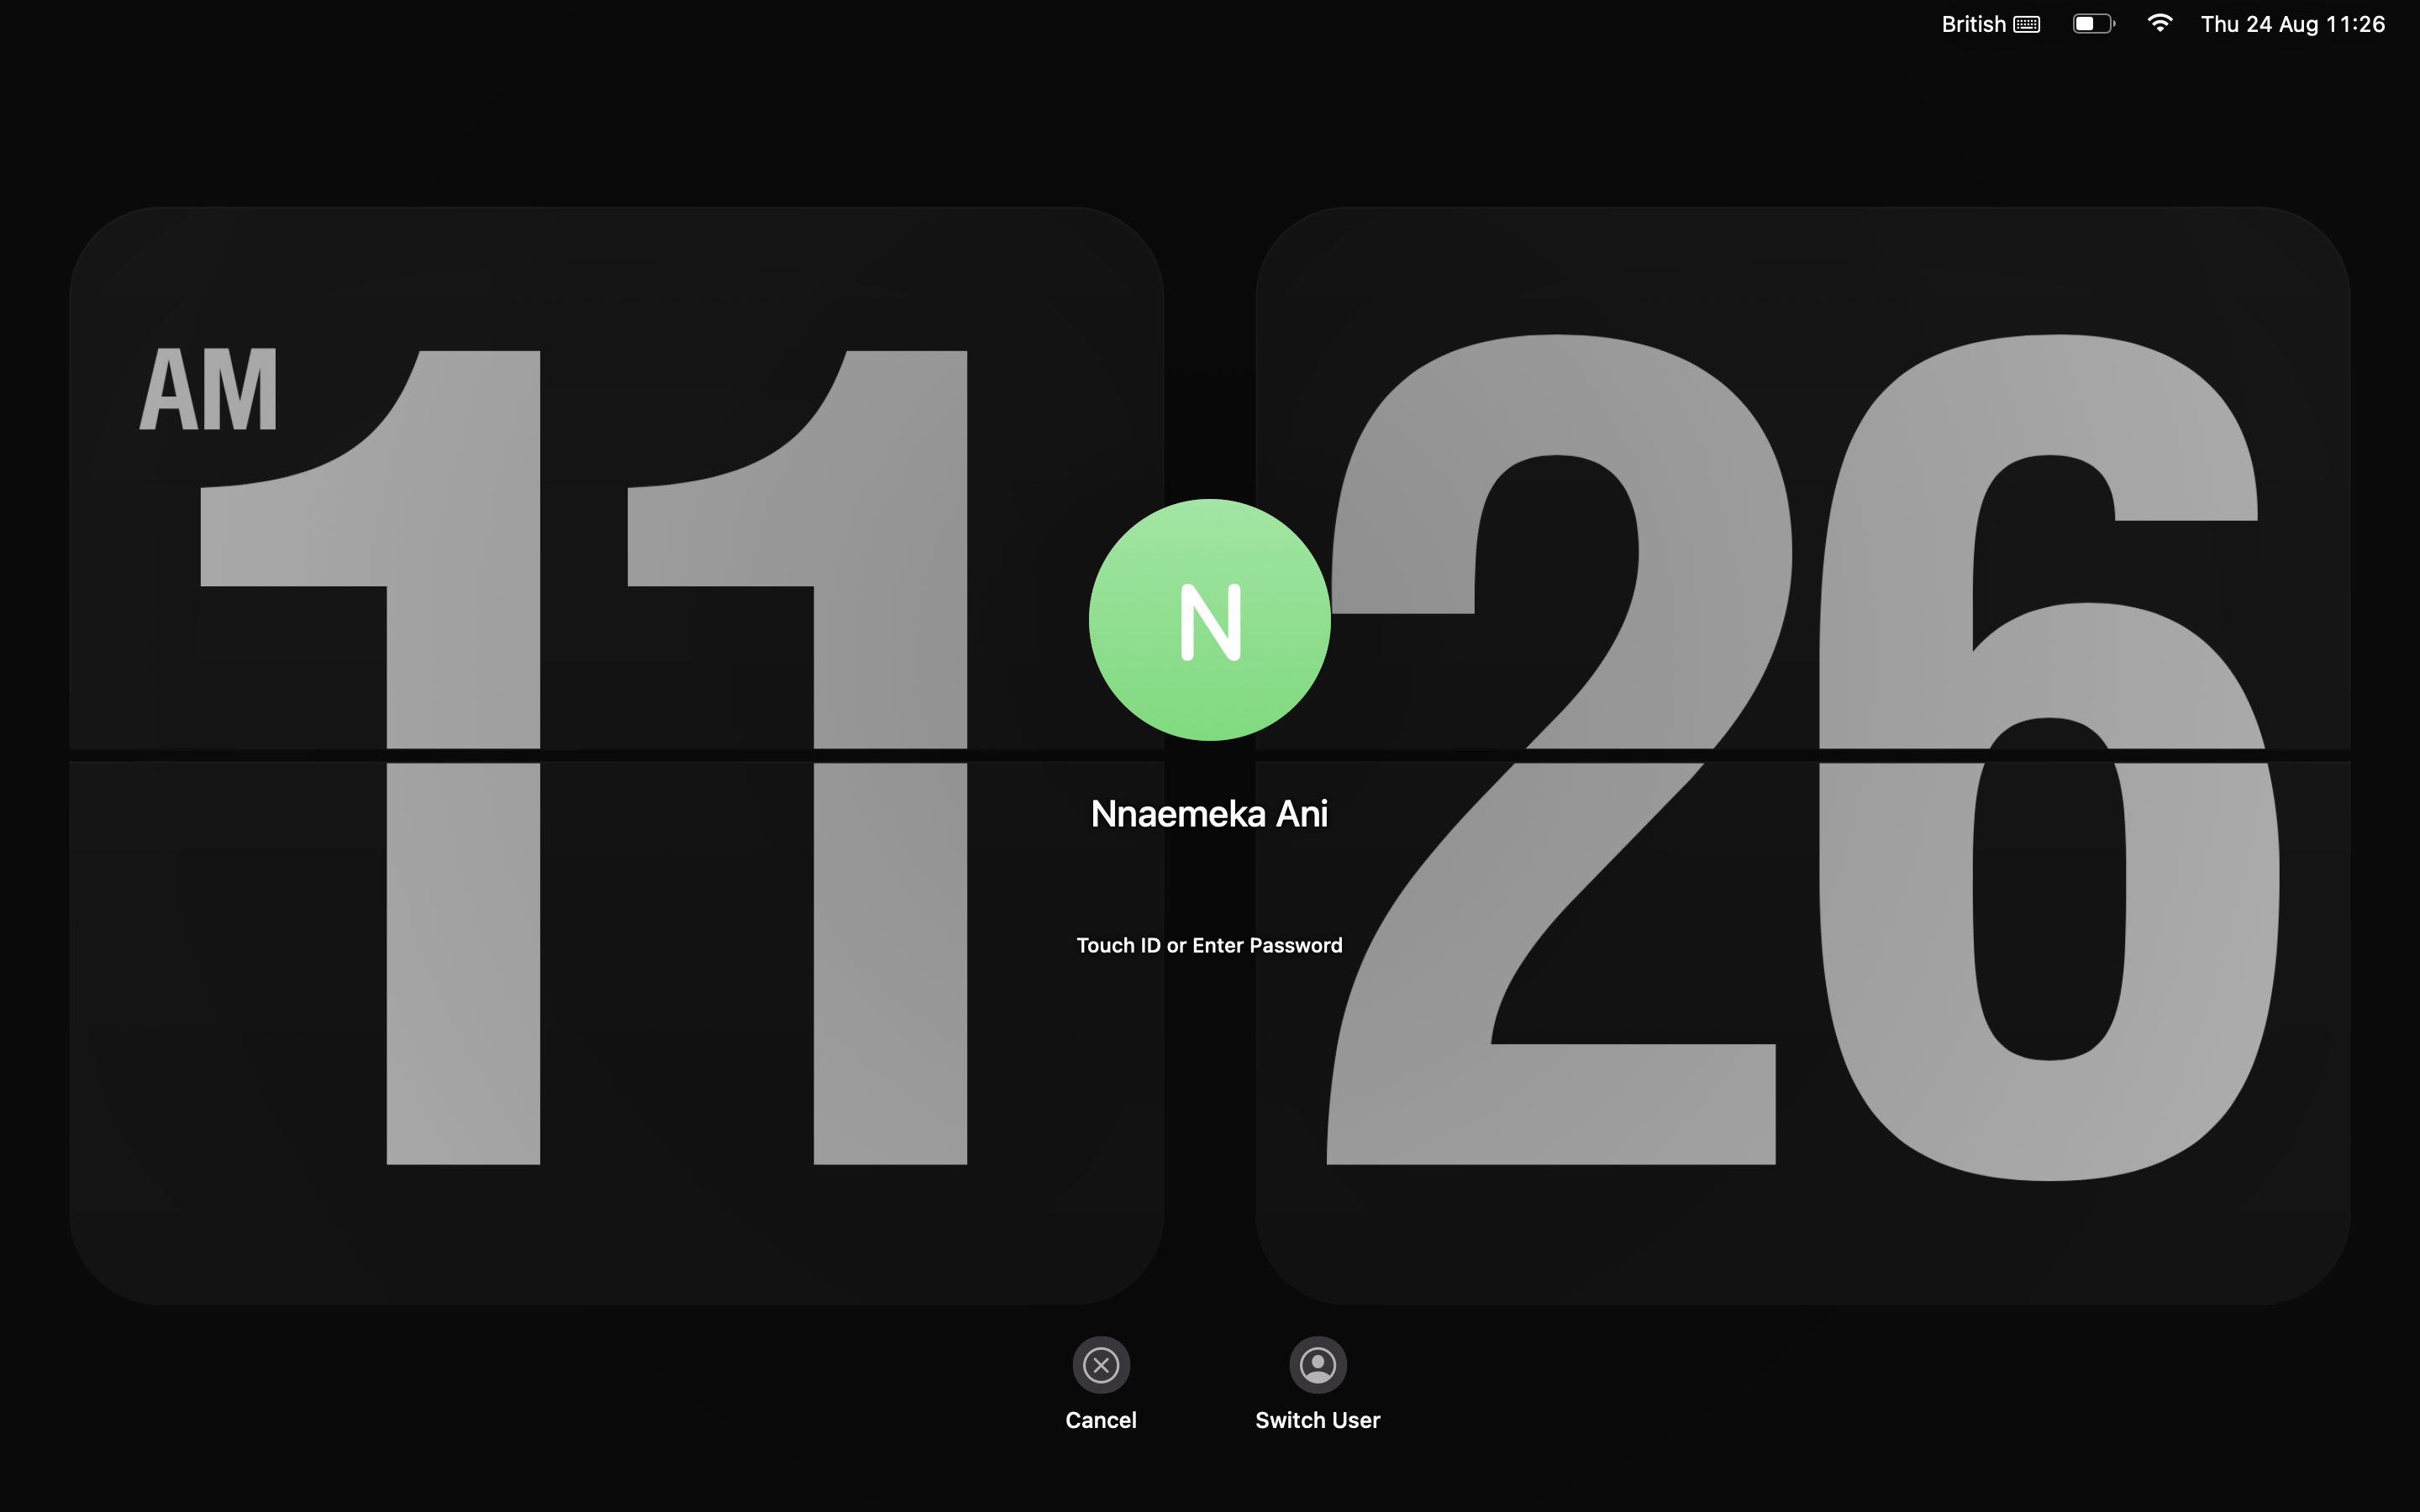 British Thu 24 Aug 11:26
AM
11 26
N
Nnaemeka Ani
Touch ID or Enter Password
Cancel Switch User